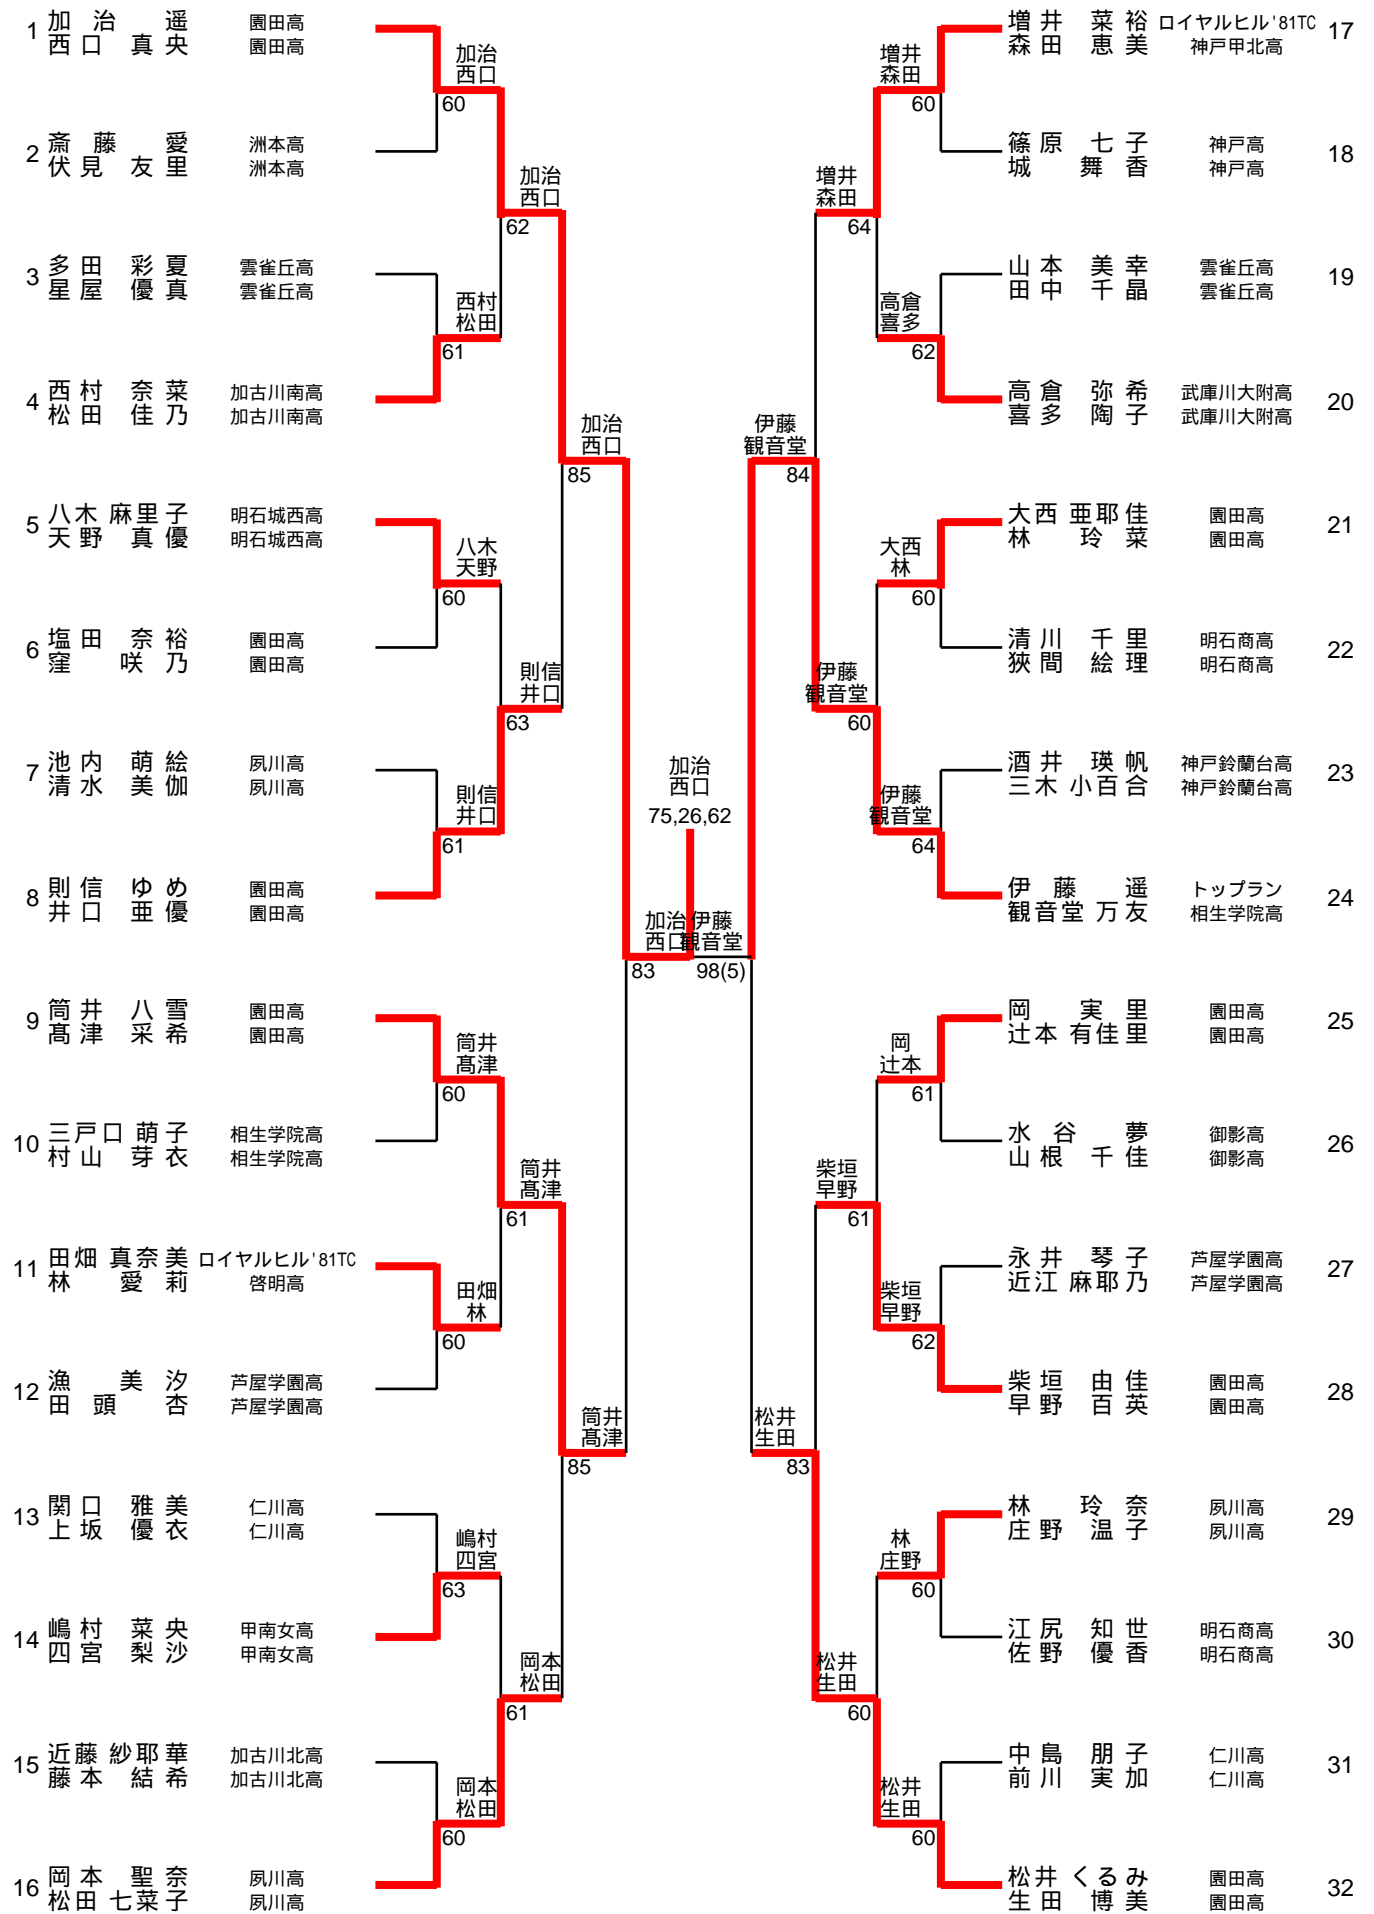 1 加治 遥 園田高
西口 真央 園田高
2 斎藤 愛 洲本高
伏見 友里 洲本高
3 多田 彩夏 雲雀丘高
星屋 優真 雲雀丘高
4 西村 奈菜 加古川南高
松田 佳乃 加古川南高
5 八木 麻里子 明石城西高
天野 真優 明石城西高
6 塩田 奈裕 園田高
窪 咲乃 園田高
7 池内 萌絵 夙川高
清水 美伽 夙川高
8 則信 ゆめ 園田高
井口 亜優 園田高
9 筒井 八雪 園田高
髙津 采希 園田高
10 三戸口 萌子 相生学院高
村山 芽衣 相生学院高
11 田畑 真奈美 ロイヤルヒル'81TC
林 愛莉 啓明高
12 漁 美汐 芦屋学園高
田頭 杏 芦屋学園高
13 関口 雅美 仁川高
上坂 優衣 仁川高
14 嶋村 菜央 甲南女高
四宮 梨沙 甲南女高
15 近藤 紗耶華 加古川北高
藤本 結希 加古川北高
16 岡本 聖奈 夙川高
松田 七菜子 夙川高
加治
西口
60
西村
松田
61
八木
天野
60
則信
井口
61
筒井
髙津
60
田畑
林
60
嶋村
四宮
63
岡本
松田
60
加治
西口
62
則信
井口
63
筒井
髙津
61
岡本
松田
61
加治
西口
85
筒井
髙津
85
加治
西口
83
加治
西口
75,26,62
伊藤
観音堂
98(5)
伊藤
観音堂
84
松井
生田
83
増井
森田
64
伊藤
観音堂
60
柴垣
早野
61
松井
生田
60
増井
森田
60
高倉
喜多
62
大西
林
60
伊藤
観音堂
64
岡
辻本
61
柴垣
早野
62
林
庄野
60
松井
生田
60
増井 菜裕 ロイヤルヒル'81TC 17
森田 恵美 神戸甲北高
篠原 七子 神戸高 18
城 舞香 神戸高
山本 美幸 雲雀丘高 19
田中 千晶 雲雀丘高
高倉 弥希 武庫川大附高 20
喜多 陶子 武庫川大附高
大西 亜耶佳 園田高 21
林 玲菜 園田高
清川 千里 明石商高 22
狹間 絵理 明石商高
酒井 瑛帆 神戸鈴蘭台高 23
三木 小百合 神戸鈴蘭台高
伊藤 遥 トップラン 24
観音堂 万友 相生学院高
岡 実里 園田高 25
辻本 有佳里 園田高
水谷 夢 御影高 26
山根 千佳 御影高
永井 琴子 芦屋学園高 27
近江 麻耶乃 芦屋学園高
柴垣 由佳 園田高 28
早野 百英 園田高
林 玲奈 夙川高 29
庄野 温子 夙川高
江尻 知世 明石商高 30
佐野 優香 明石商高
中島 朋子 仁川高 31
前川 実加 仁川高
松井 くるみ 園田高 32
生田 博美 園田高